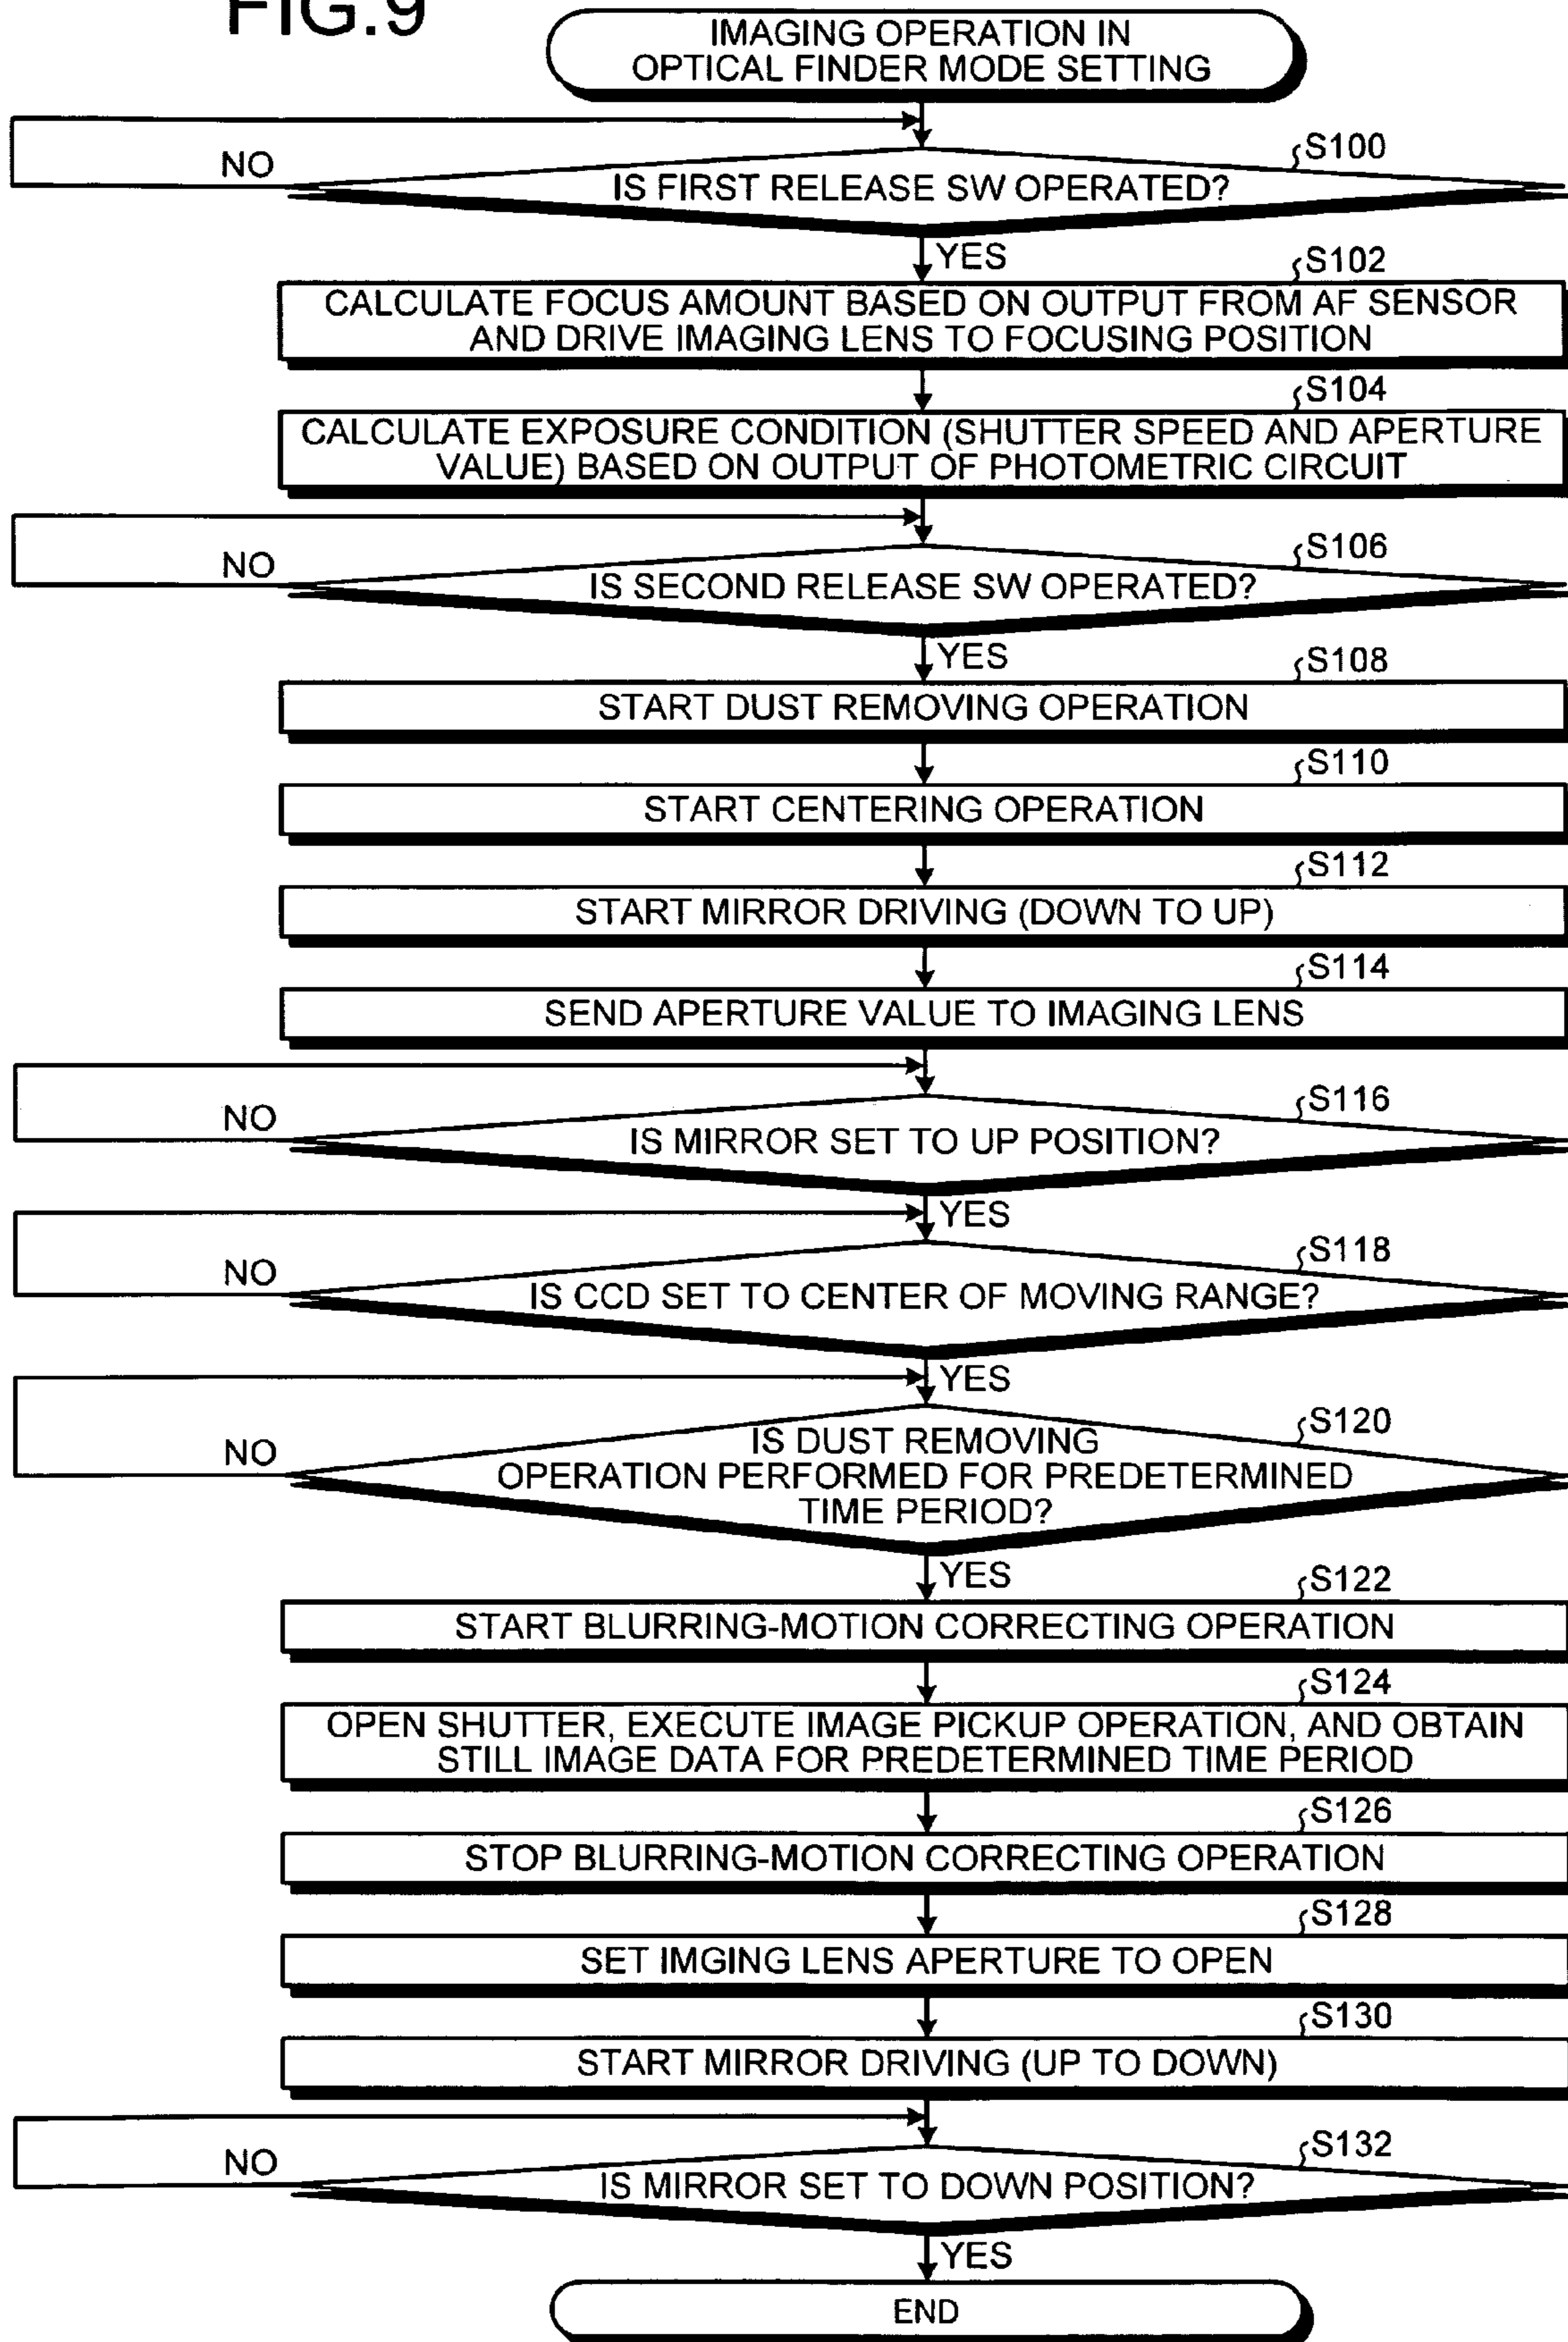 FIG.9
IMAGING OPERATION IN
OPTICAL FINDER MODE SETTING
S100
NO
IS FIRST RELEASE SW OPERATED?
YES
S102
CALCULATE FOCUS AMOUNT BASED ON OUTPUT FROM AF SENSOR
AND DRIVE IMAGING LENS TO FOCUSING POSITION
S104
CALCULATE EXPOSURE CONDITION (SHUTTER SPEED AND APERTURE
VALUE) BASED ON OUTPUT OF PHOTOMETRIC CIRCUIT
S106
NO
IS SECOND RELEASE SW OPERATED?
YES
S108
START DUST REMOVING OPERATION
S110
START CENTERING OPERATION
S112
START MIRROR DRIVING (DOWN TO UP)
S114
SEND APERTURE VALUE TO IMAGING LENS
S116
NO
IS MIRROR SET TO UP POSITION?
YES
S118
NO
IS CCD SET TO CENTER OF MOVING RANGE?
YES
S120
NO
IS DUST REMOVING
OPERATION PERFORMED FOR PREDETERMINED
TIME PERIOD?
YES
S122
START BLURRING-MOTION CORRECTING OPERATION
S124
OPEN SHUTTER, EXECUTE IMAGE PICKUP OPERATION, AND OBTAIN
STILL IMAGE DATA FOR PREDETERMINED TIME PERIOD
S126
STOP BLURRING-MOTION CORRECTING OPERATION
S128
SET IMGING LENS APERTURE TO OPEN
S130
START MIRROR DRIVING (UP TO DOWN)
S132
NO
IS MIRROR SET TO DOWN POSITION?
YES
END